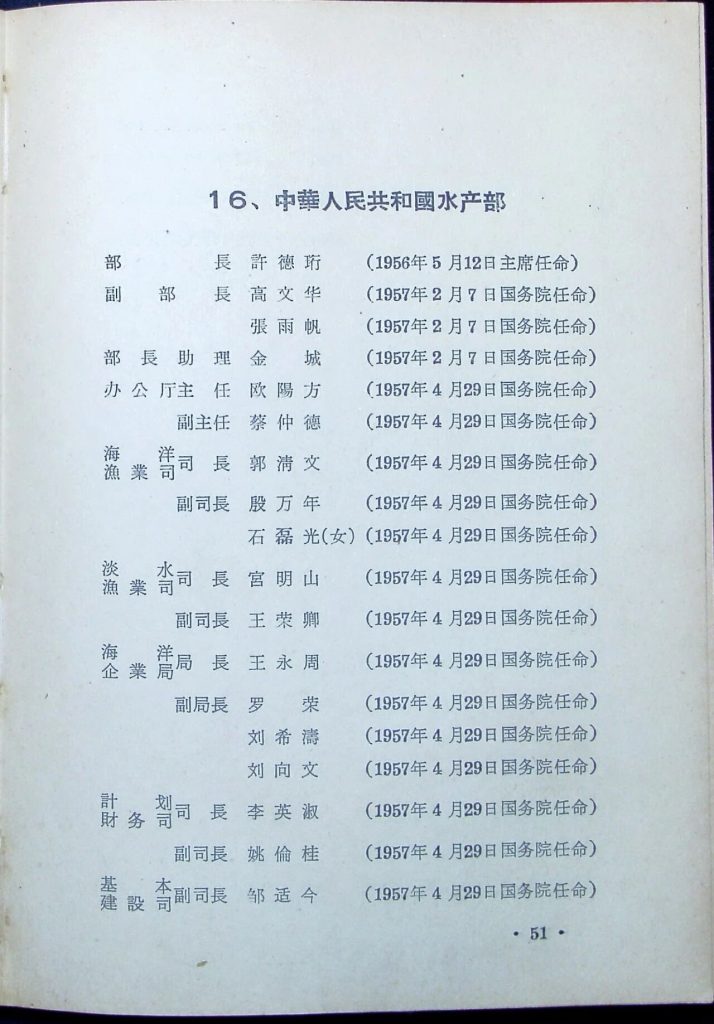 16、中華人民共和國水产部
部長 許德珩 (1956年5月12日主席任命)
副部長 高文华 (1957年2月7日国务院任命)
張雨帆 (1957年2月7日国务院任命)
部長助理 金城 (1957年2月7日国务院任命)
办公厅主任 欧陽方 (1957年4月29日国务院任命)
副主任 蔡仲德 (1957年4月29日国务院任命)
海洋漁業司司長 郭淸文 (1957年4月29日国务院任命)
副司長 殷万年 (1957年4月29日国务院任命)
石磊光(女) (1957年4月29日国务院任命)
淡水漁業司司長 宮明山 (1957年4月29日国务院任命)
副司長 王荣卿 (1957年4月29日国务院任命)
海洋企業局局長 王永周 (1957年4月29日国务院任命)
副局長 罗荣 (1957年4月29日国务院任命)
刘希濤 (1957年4月29日国务院任命)
刘向文 (1957年4月29日国务院任命)
計划財务司司長 李英淑 (1957年4月29日国务院任命)
副司長 姚倫桂 (1957年4月29日国务院任命)
基本建設司副司長 邹适今 (1957年4月29日国务院任命)
• 51 •